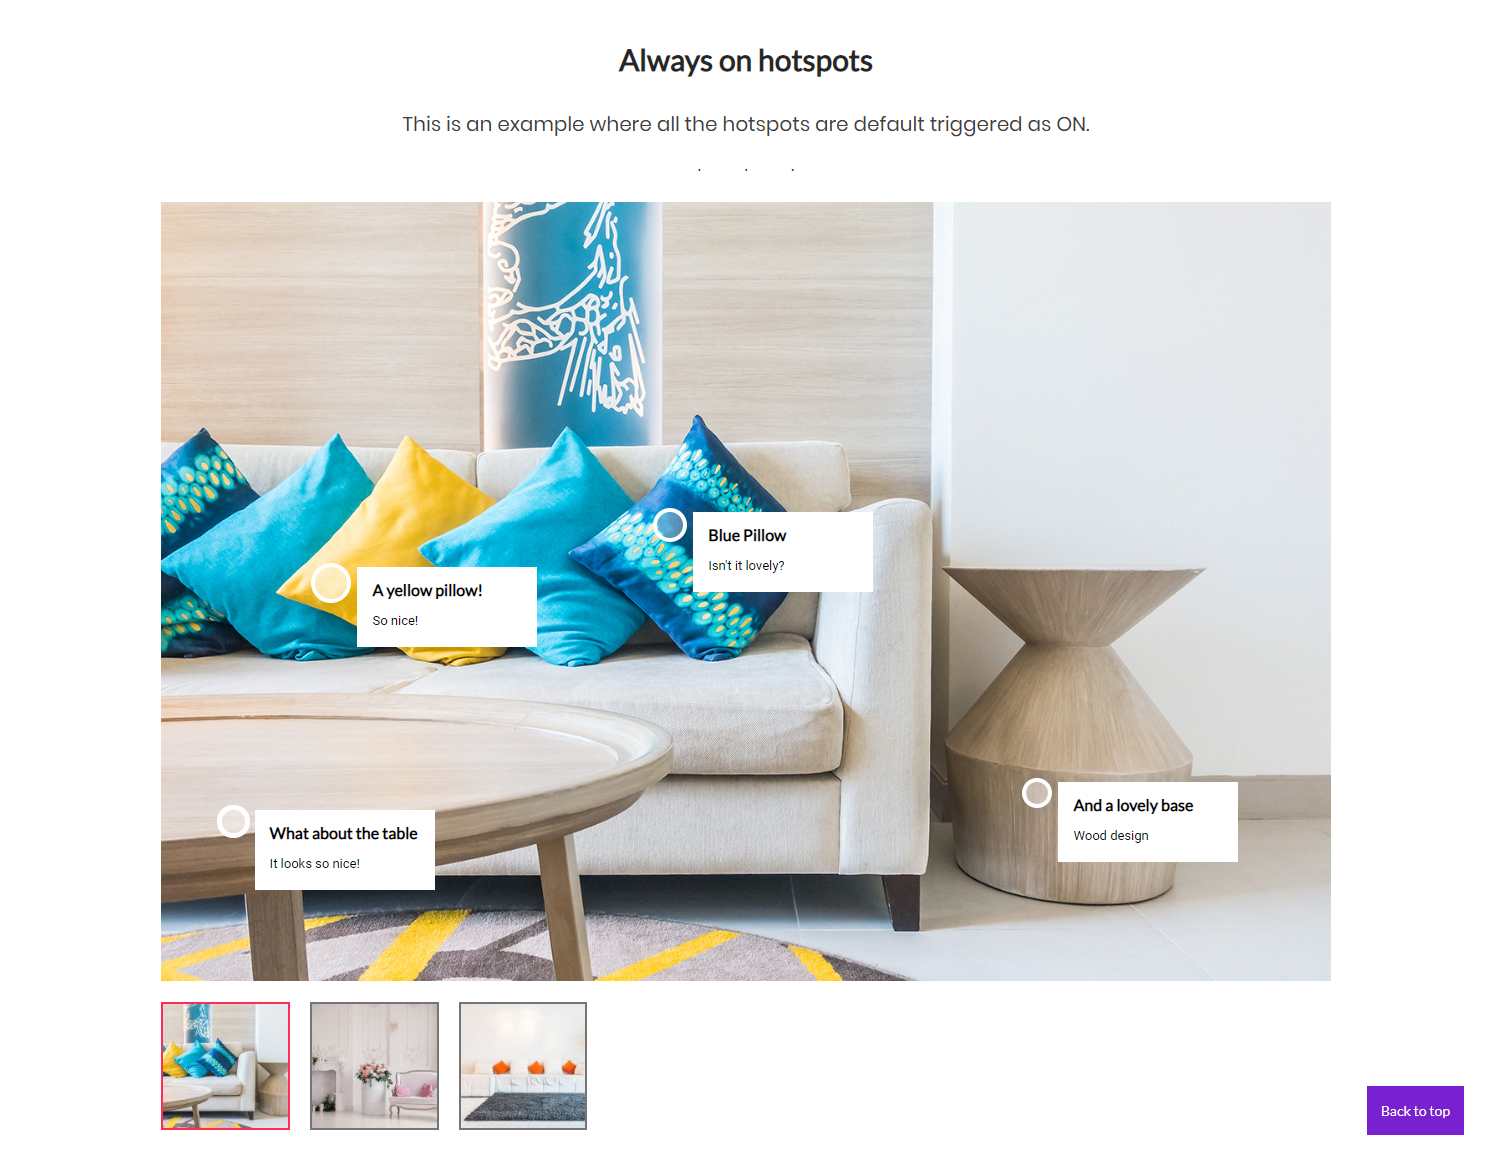 Always on hotspots
This is an example where all the hotspots are default triggered as ON.
. . .
Blue Pillow
Isn't it lovely?
A yellow pillow!
So nice!
And a lovely base
Wood design
What about the table
It looks so nice!
Back to top